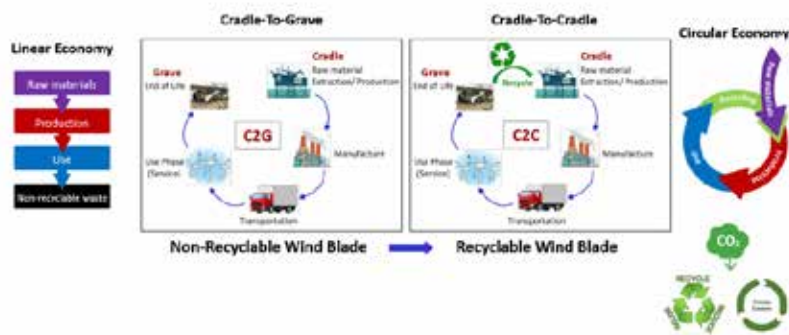 Cradle-To-Grave
Cradle-To-Cradle
Linear Economy
Raw materials
Production
Use
Non-recyclable waste
Grave
End of Life
Cradle
Raw material
Extraction/ Production
C2G
Use Phase
(Service)
Manufacture
Transportation
Non-Recyclable Wind Blade
Recycle
Grave
End of Life
Cradle
Raw material
Extraction / Production
C2C
Use Phase
(Service)
Manufacture
Transportation
Recyclable Wind Blade
Circular Economy
Raw materials
Recycling
Use
Production
CO₂
RECYCLE
REDUCE